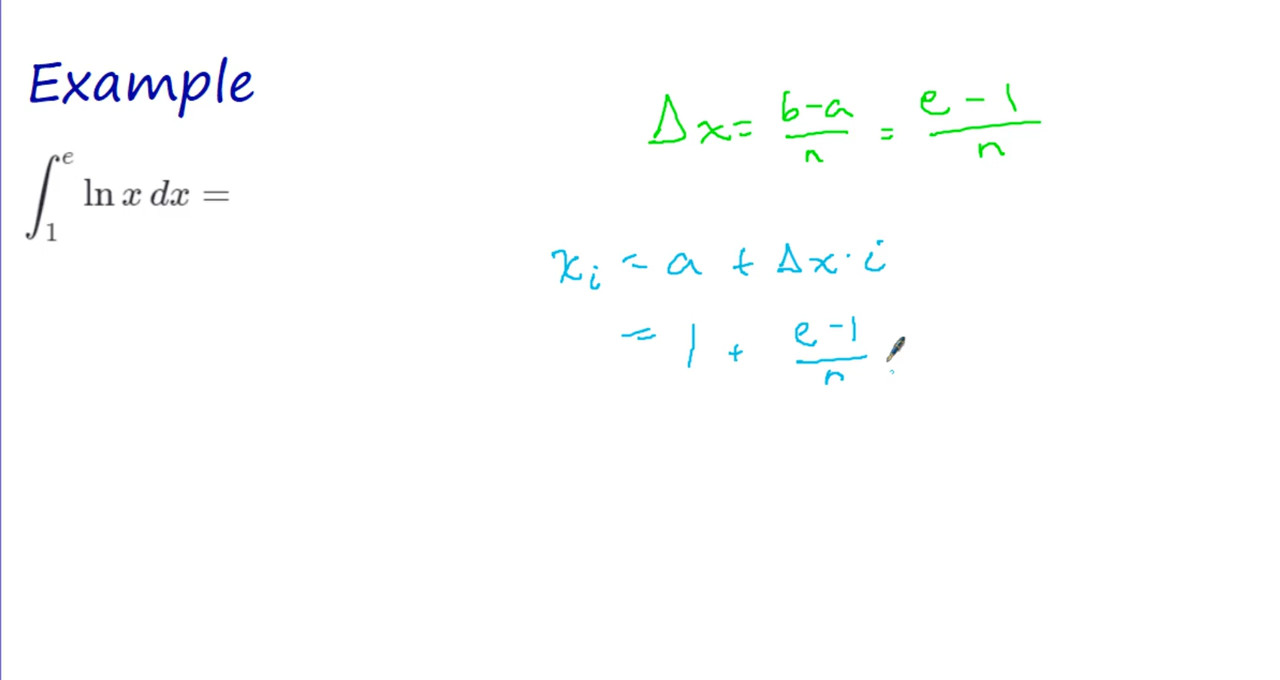 Example
∫₁ᵉ ln x dx =
Δx = (b-a)/n = (e-1)/n
xᵢ = a + Δx · i
= 1 + (e-1)/n